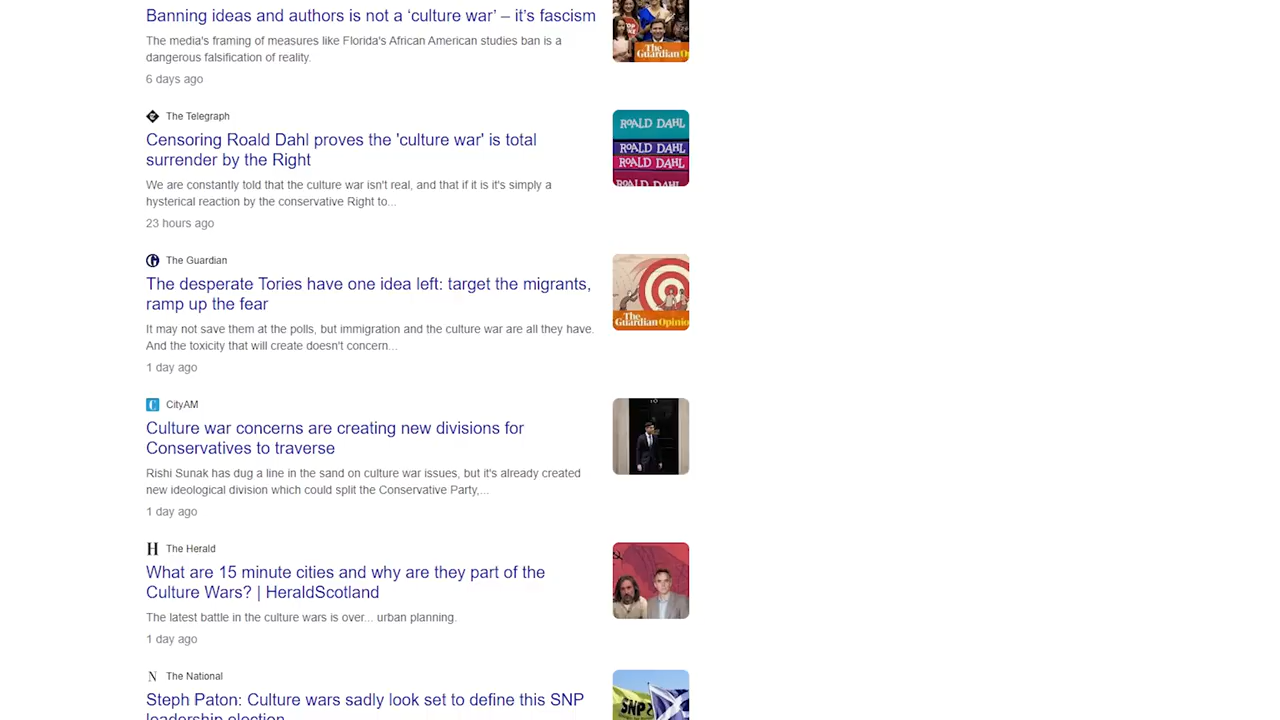 Banning ideas and authors is not a ‘culture war’ – it’s fascism
The media's framing of measures like Florida's African American studies ban is a
dangerous falsification of reality.
6 days ago
The Guardian
The Telegraph
Censoring Roald Dahl proves the 'culture war' is total
surrender by the Right
We are constantly told that the culture war isn't real, and that if it is it's simply a
hysterical reaction by the conservative Right to...
23 hours ago
ROALD DAHL
ROALD DAHL
ROALD DAHL
ROALD DAHL
The Guardian
The desperate Tories have one idea left: target the migrants,
ramp up the fear
It may not save them at the polls, but immigration and the culture war are all they have.
And the toxicity that will create doesn't concern...
1 day ago
The Guardian Opinio
CityAM
Culture war concerns are creating new divisions for
Conservatives to traverse
Rishi Sunak has dug a line in the sand on culture war issues, but it's already created
new ideological division which could split the Conservative Party,...
1 day ago
H The Herald
What are 15 minute cities and why are they part of the
Culture Wars? | HeraldScotland
The latest battle in the culture wars is over... urban planning.
1 day ago
N The National
Steph Paton: Culture wars sadly look set to define this SNP
leadership election
SNP